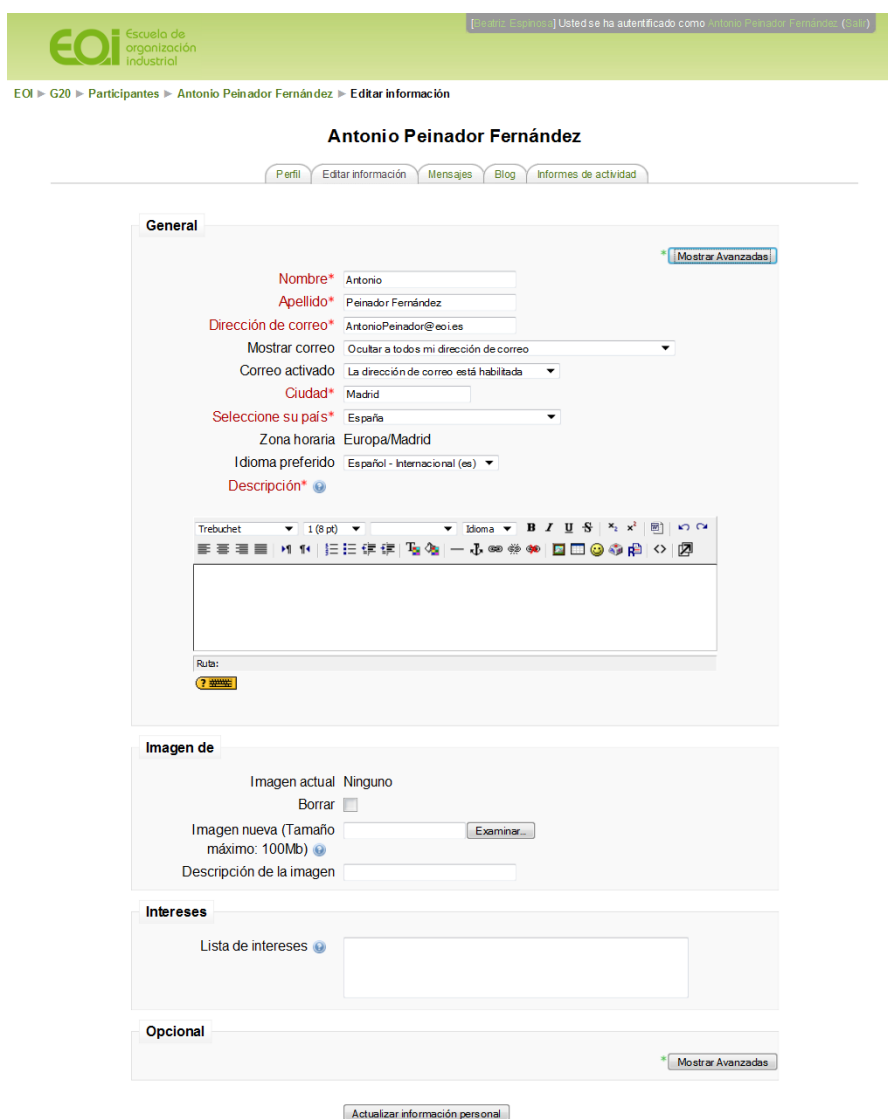 [Beatriz Espinosa] Usted se ha autentificado como Antonio Peinador Fernández (Salir)
EOI Escuela de
organización
industrial
EOI ► G20 ► Participantes ► Antonio Peinador Fernández ► Editar información
Antonio Peinador Fernández
Perfil Editar información Mensajes Blog Informes de actividad
General
* Mostrar Avanzadas
Nombre* Antonio
Apellido* Peinador Fernández
Dirección de correo* AntonioPeinador@eoi.es
Mostrar correo Ocultar a todos mi dirección de correo
Correo activado La dirección de correo está habilitada
Ciudad* Madrid
Seleccione su país* España
Zona horaria Europa/Madrid
Idioma preferido Español - Internacional (es)
Descripción*
Trebuchet 1 (8 pt) Idioma B I U S x₂ x²
Ruta:
?
Imagen de
Imagen actual Ninguno
Borrar
Imagen nueva (Tamaño Examinar...
máximo: 100Mb)
Descripción de la imagen
Intereses
Lista de intereses
Opcional
* Mostrar Avanzadas
Actualizar información personal